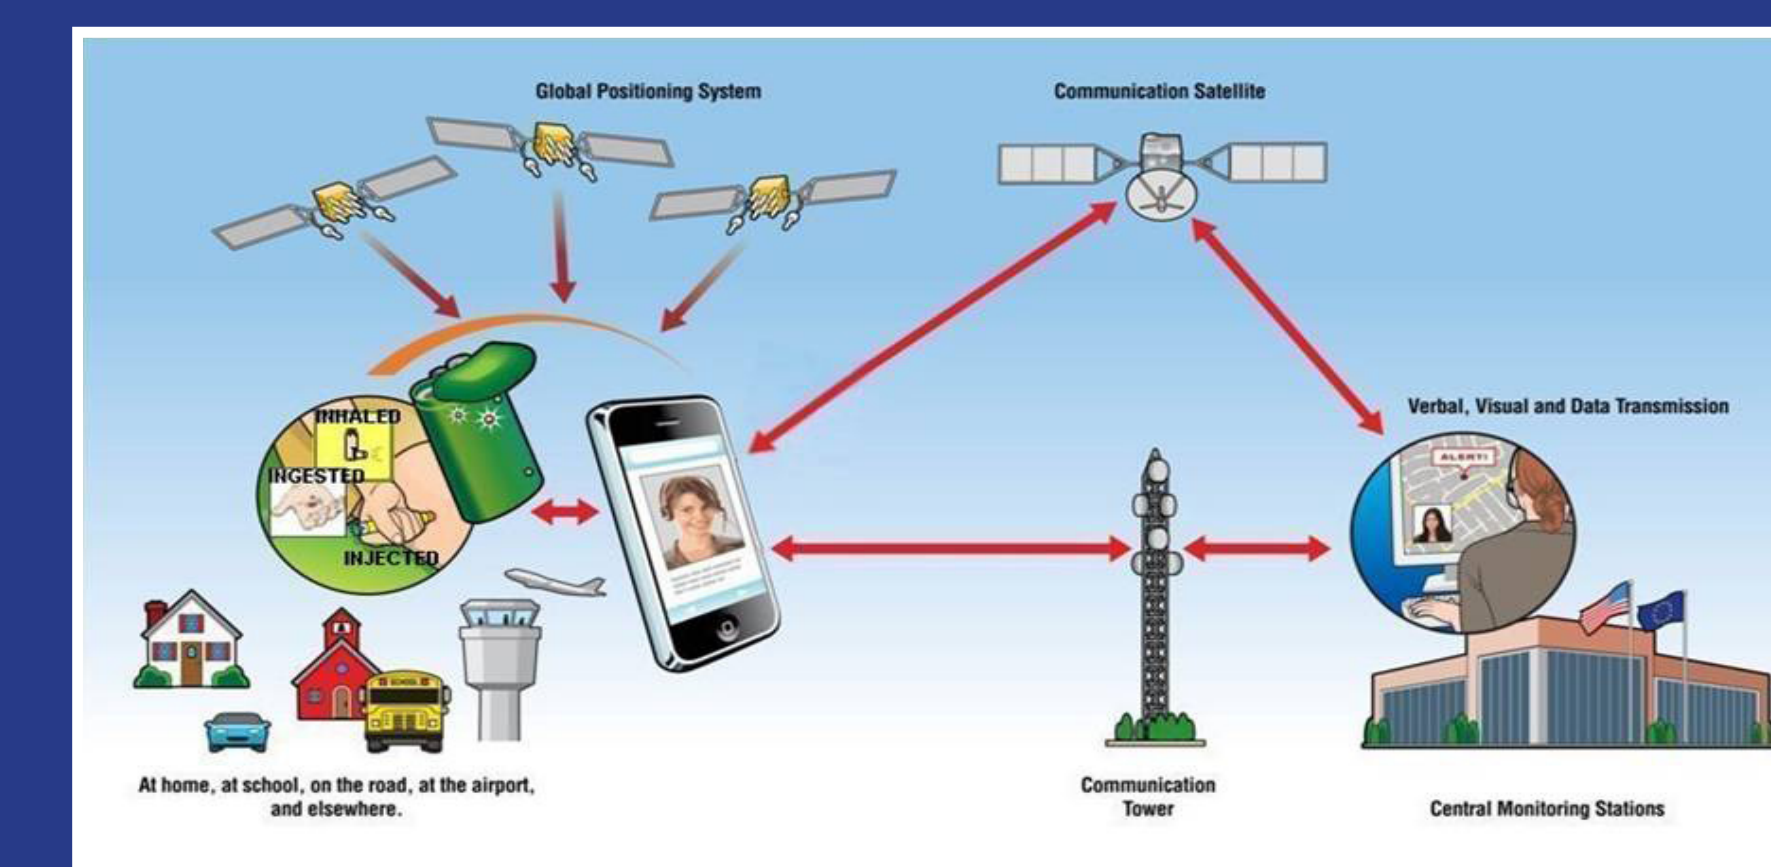 Global Positioning System
Communication Satellite
INHALED
INGESTED
INJECTED
Verbal, Visual and Data Transmission
ALERT!
SCHOOL
At home, at school, on the road, at the airport,
and elsewhere.
Communication
Tower
Central Monitoring Stations